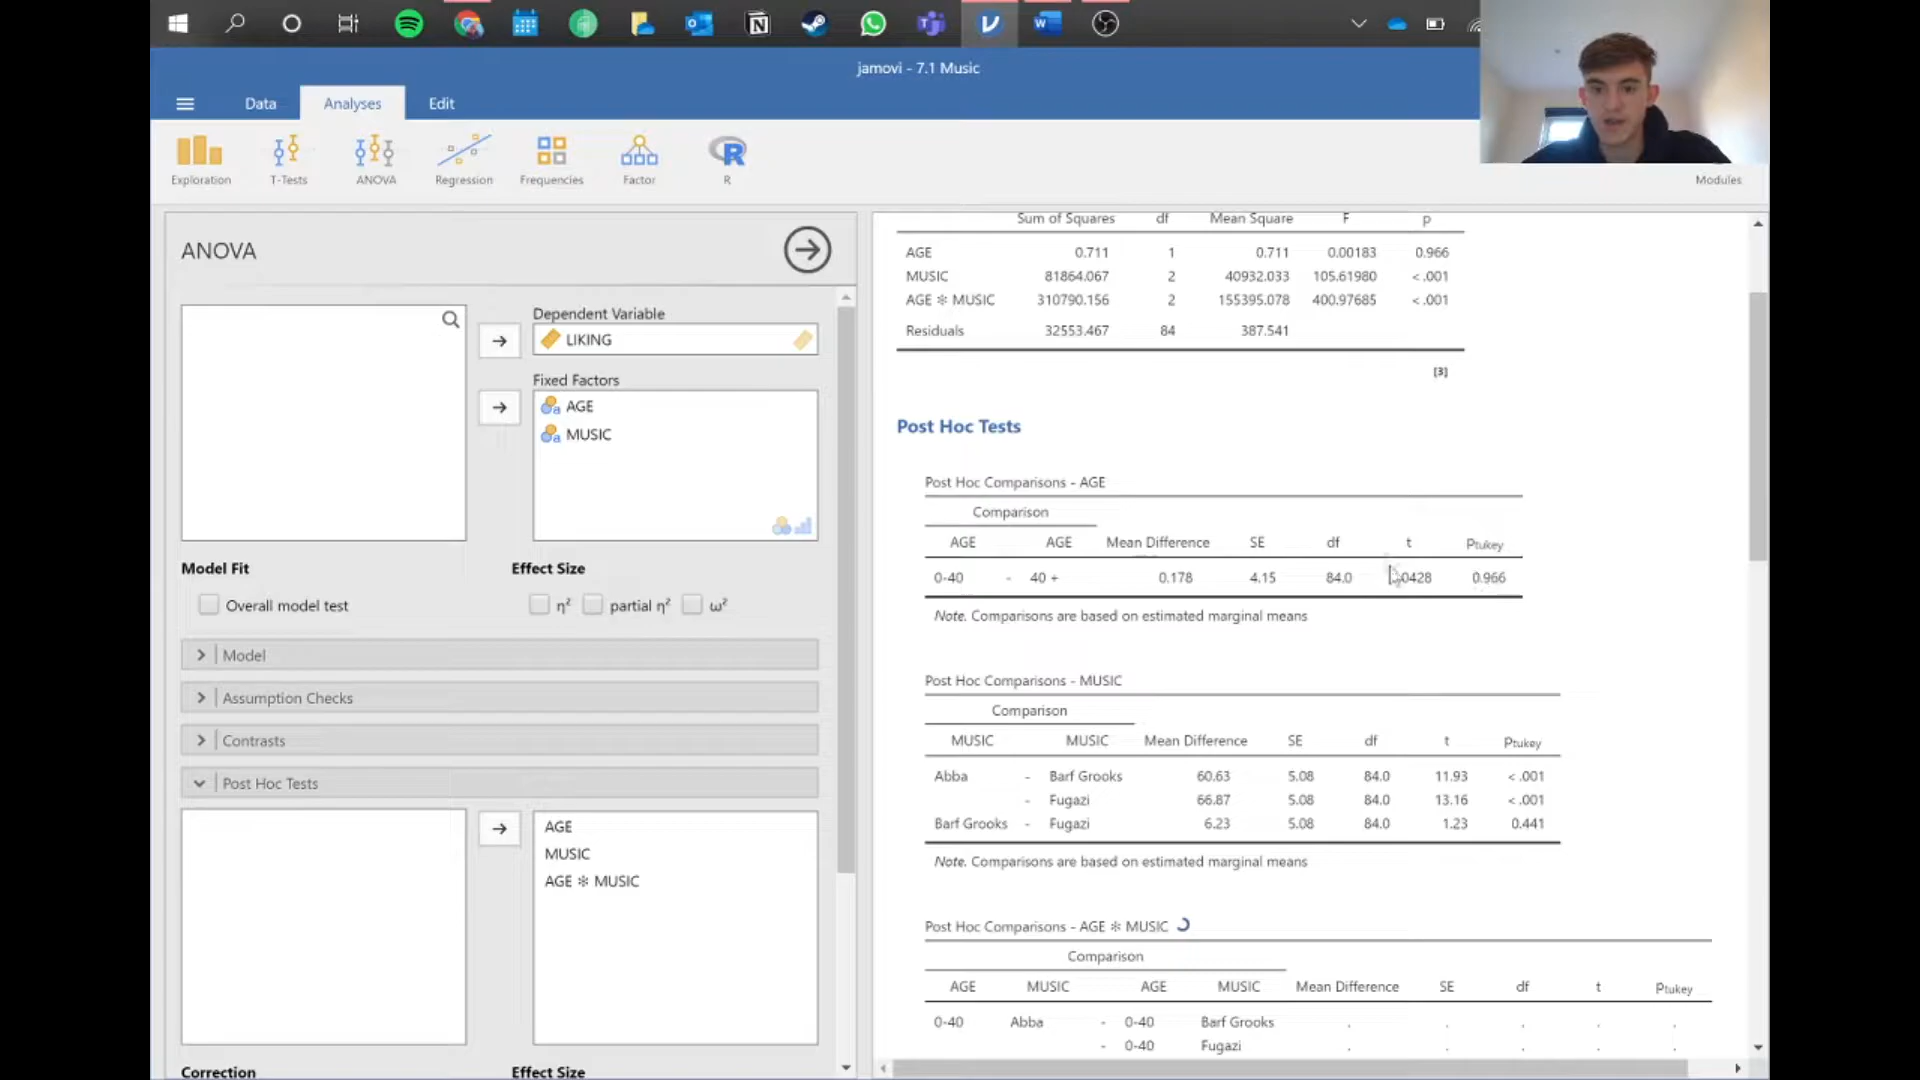 jamovi - 7.1 Music
Data Analyses Edit
Exploration T-Tests ANOVA Regression Frequencies Factor R Modules
ANOVA
Dependent Variable
LIKING
Fixed Factors
AGE
MUSIC
Model Fit
Overall model test
Effect Size
η² partial η² ω²
Model
Assumption Checks
Contrasts
Post Hoc Tests
AGE
MUSIC
AGE ✻ MUSIC
Correction Effect Size
Sum of Squares df Mean Square F p
AGE 0.711 1 0.711 0.00183 0.966
MUSIC 81864.067 2 40932.033 105.61980 < .001
AGE ✻ MUSIC 310790.156 2 155395.078 400.97685 < .001
Residuals 32553.467 84 387.541
[3]
Post Hoc Tests
Post Hoc Comparisons - AGE
Comparison
AGE AGE Mean Difference SE df t Ptukey
0-40 - 40 + 0.178 4.15 84.0 0.966
Note. Comparisons are based on estimated marginal means
Post Hoc Comparisons - MUSIC
Comparison
MUSIC MUSIC Mean Difference SE df t Ptukey
Abba - Barf Grooks 60.63 5.08 84.0 11.93 < .001
- Fugazi 66.87 5.08 84.0 13.16 < .001
Barf Grooks - Fugazi 6.23 5.08 84.0 1.23 0.441
Note. Comparisons are based on estimated marginal means
Post Hoc Comparisons - AGE ✻ MUSIC
Comparison
AGE MUSIC AGE MUSIC Mean Difference SE df t Ptukey
0-40 Abba - 0-40 Barf Grooks . . . . .
- 0-40 Fugazi . . . . .